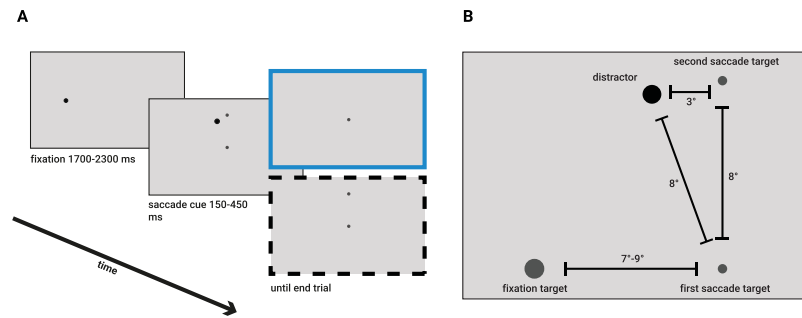 A
fixation 1700-2300 ms
saccade cue 150-450
ms
until end trial
time
B
second saccade target
distractor
3°
8°
8°
7°-9°
fixation target
first saccade target